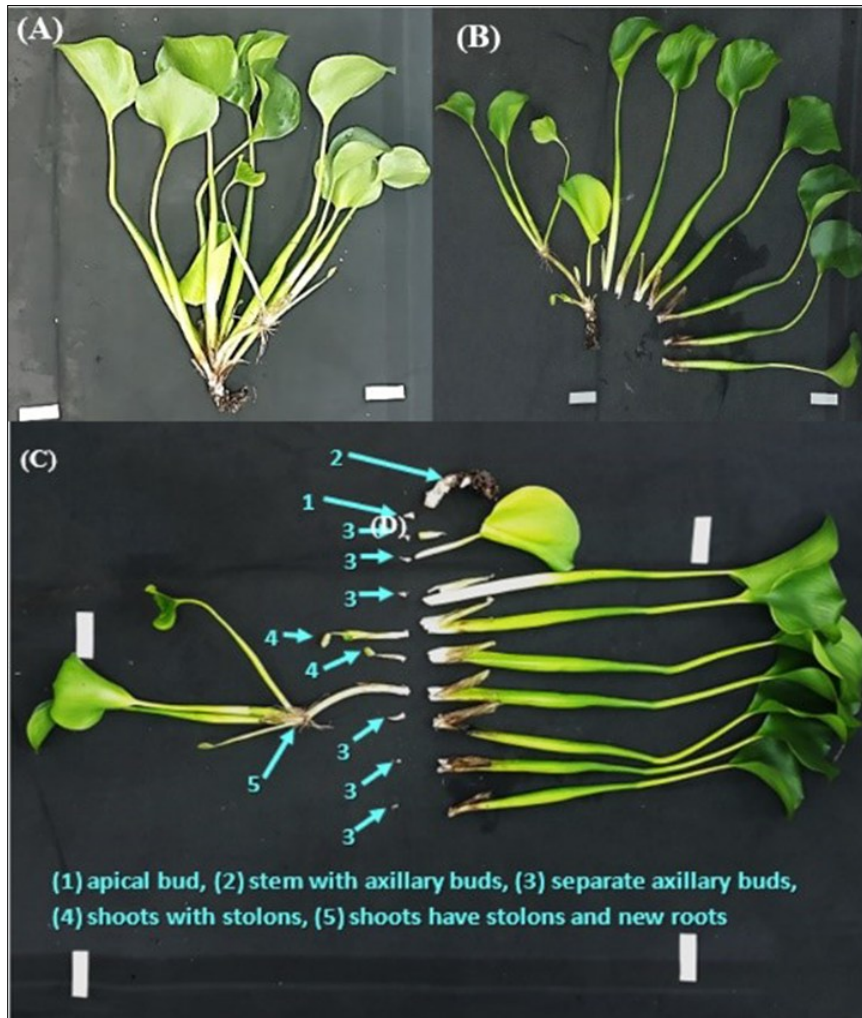 (A)
(B)
(C)
2
1
(D)
3
3
3
4
4
3
5
3
3
(1) apical bud, (2) stem with axillary buds, (3) separate axillary buds,
(4) shoots with stolons, (5) shoots have stolons and new roots